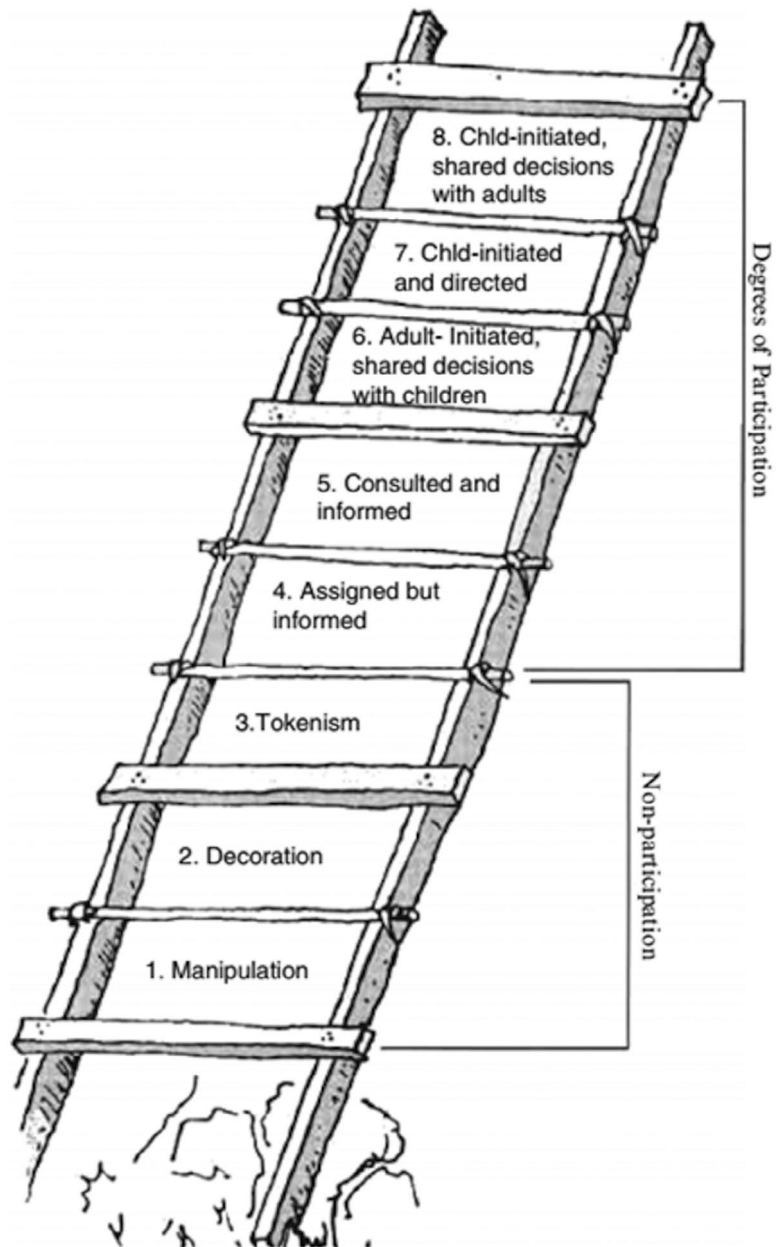 8. Chld-initiated,
shared decisions
with adults
7. Chld-initiated
and directed
6. Adult- Initiated,
shared decisions
with children
5. Consulted and
informed
4. Assigned but
informed
3.Tokenism
2. Decoration
1. Manipulation
Degrees of Participation
Non-participation